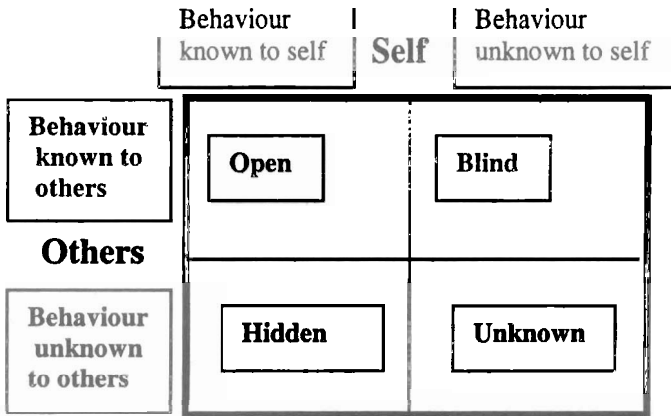 Behaviour
known to self
Self
Behaviour
unknown to self
Behaviour
known to
others
Open
Blind
Others
Behaviour
unknown
to others
Hidden
Unknown